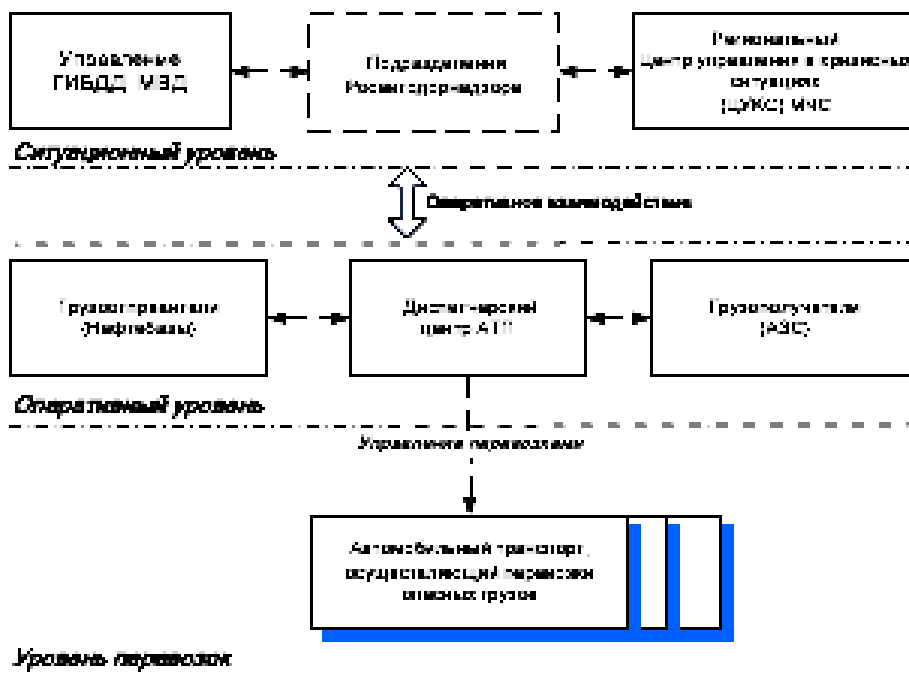 Управление
ГИБДД МВД
Подразделения
Росавтодорнадзора
Региональный
Центр управления в кризисных
ситуациях
(ЦУКС) МЧС
Ситуационный уровень
Оперативное взаимодействие
Грузоотправители
(Нефтебазы)
Диспетчерский
центр АТП
Грузополучатели
(АЗС)
Оперативный уровень
Управление перевозками
Автомобильный транспорт,
осуществляющий перевозки
опасных грузов
Уровень перевозок